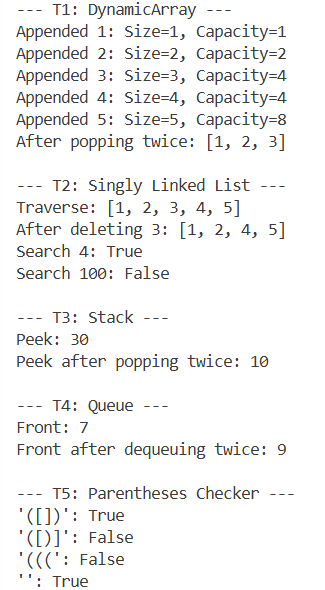 --- T1: DynamicArray ---
Appended 1: Size=1, Capacity=1
Appended 2: Size=2, Capacity=2
Appended 3: Size=3, Capacity=4
Appended 4: Size=4, Capacity=4
Appended 5: Size=5, Capacity=8
After popping twice: [1, 2, 3]

--- T2: Singly Linked List ---
Traverse: [1, 2, 3, 4, 5]
After deleting 3: [1, 2, 4, 5]
Search 4: True
Search 100: False

--- T3: Stack ---
Peek: 30
Peek after popping twice: 10

--- T4: Queue ---
Front: 7
Front after dequeuing twice: 9

--- T5: Parentheses Checker ---
'([])': True
'([)]': False
'(((': False
'': True